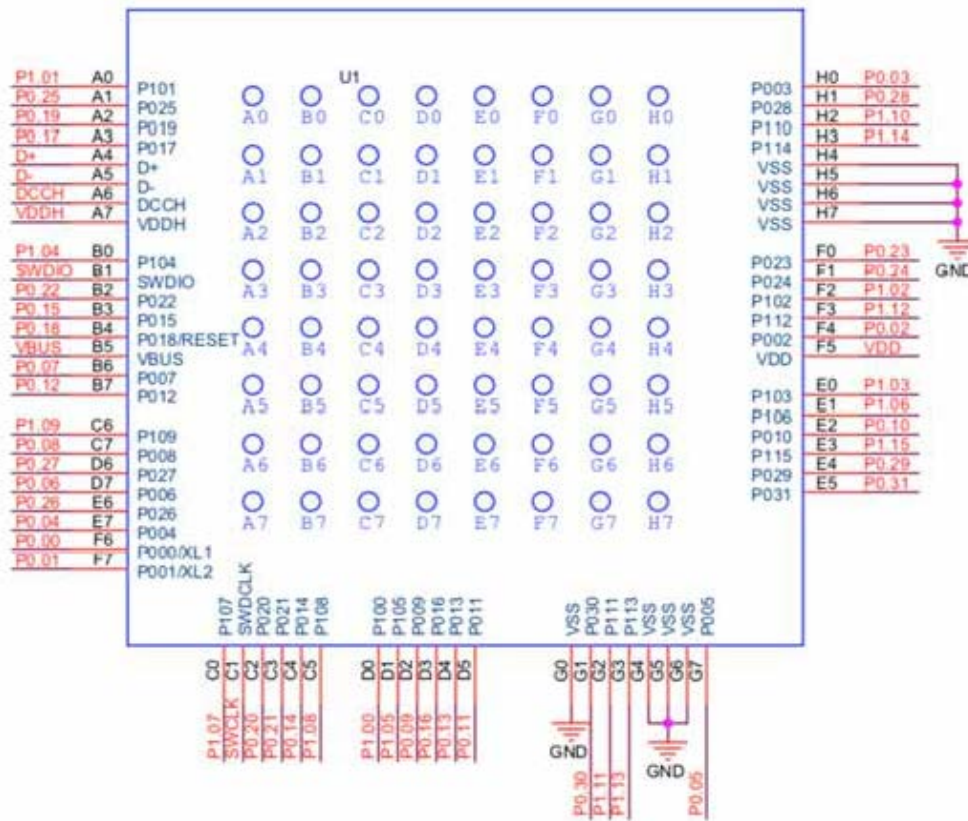 U1
P1.01 A0 P101
P0.25 A1 P025
P0.19 A2 P019
P0.17 A3 P017
D+ A4 D+
D- A5 D-
DCCH A6 DCCH
VDDH A7 VDDH
P1.04 B0 P104
SWDIO B1 SWDIO
P0.22 B2 P022
P0.15 B3 P015
P0.18 B4 P018/RESET
VBUS B5 VBUS
P0.07 B6 P007
P0.12 B7 P012
P1.09 C6 P109
P0.08 C7 P008
P0.27 D6 P027
P0.06 D7 P006
P0.26 E6 P026
P0.04 E7 P004
P0.00 F6 P000/XL1
P0.01 F7 P001/XL2
A0 B0 C0 D0 E0 F0 G0 H0
A1 B1 C1 D1 E1 F1 G1 H1
A2 B2 C2 D2 E2 F2 G2 H2
A3 B3 C3 D3 E3 F3 G3 H3
A4 B4 C4 D4 E4 F4 G4 H4
A5 B5 C5 D5 E5 F5 G5 H5
A6 B6 C6 D6 E6 F6 G6 H6
A7 B7 C7 D7 E7 F7 G7 H7
P003 H0 P0.03
P028 H1 P0.28
P110 H2 P1.10
P114 H3 P1.14
VSS H4
VSS H5
VSS H6
VSS H7
GND
P023 F0 P0.23
P024 F1 P0.24
P102 F2 P1.02
P112 F3 P1.12
P002 F4 P0.02
VDD F5 VDD
P103 E0 P1.03
P106 E1 P1.06
P010 E2 P0.10
P115 E3 P1.15
P029 E4 P0.29
P031 E5 P0.31
P107 C0 P1.07
SWDCLK C1 SWCLK
P020 C2 P0.20
P021 C3 P0.21
P014 C4 P0.14
P108 C5 P1.08
P100 D0 P1.00
P105 D1 P1.05
P009 D2 P0.09
P016 D3 P0.16
P013 D4 P0.13
P011 D5 P0.11
VSS G0 GND
P030 G1 P0.30
P111 G2 P1.11
P113 G3 P1.13
VSS G4
VSS G5
VSS G6
GND
P005 G7 P0.05